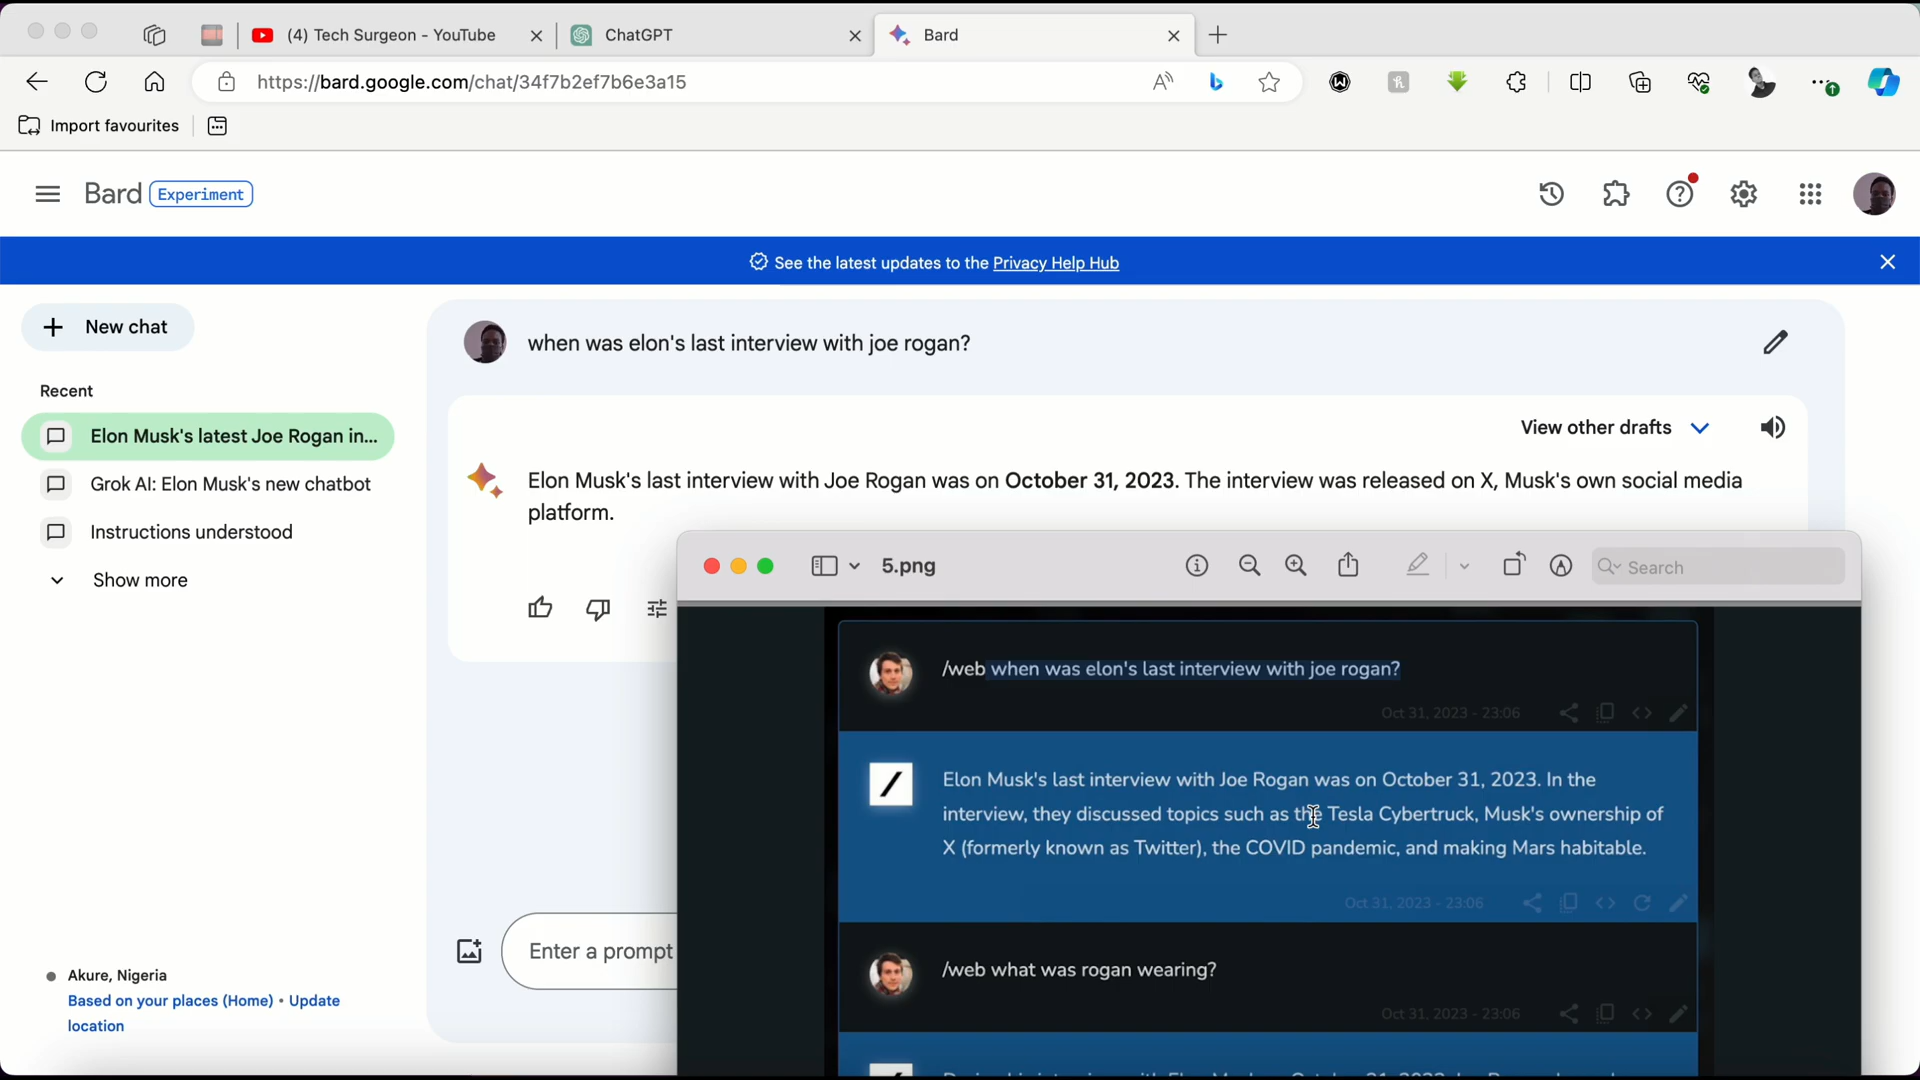 (4) Tech Surgeon - YouTube
ChatGPT
Bard
https://bard.google.com/chat/34f7b2ef7b6e3a15
Import favourites
Bard
Experiment
See the latest updates to the Privacy Help Hub
New chat
Recent
Elon Musk's latest Joe Rogan in...
Grok AI: Elon Musk's new chatbot
Instructions understood
Show more
Akure, Nigeria
Based on your places (Home) • Update
location
when was elon's last interview with joe rogan?
View other drafts
Elon Musk's last interview with Joe Rogan was on October 31, 2023. The interview was released on X, Musk's own social media
platform.
Enter a prompt
5.png
Search
/web when was elon's last interview with joe rogan?
Oct 31, 2023 - 23:06
Elon Musk's last interview with Joe Rogan was on October 31, 2023. In the
interview, they discussed topics such as the Tesla Cybertruck, Musk's ownership of
X (formerly known as Twitter), the COVID pandemic, and making Mars habitable.
Oct 31, 2023 - 23:06
/web what was rogan wearing?
Oct 31, 2023 - 23:06